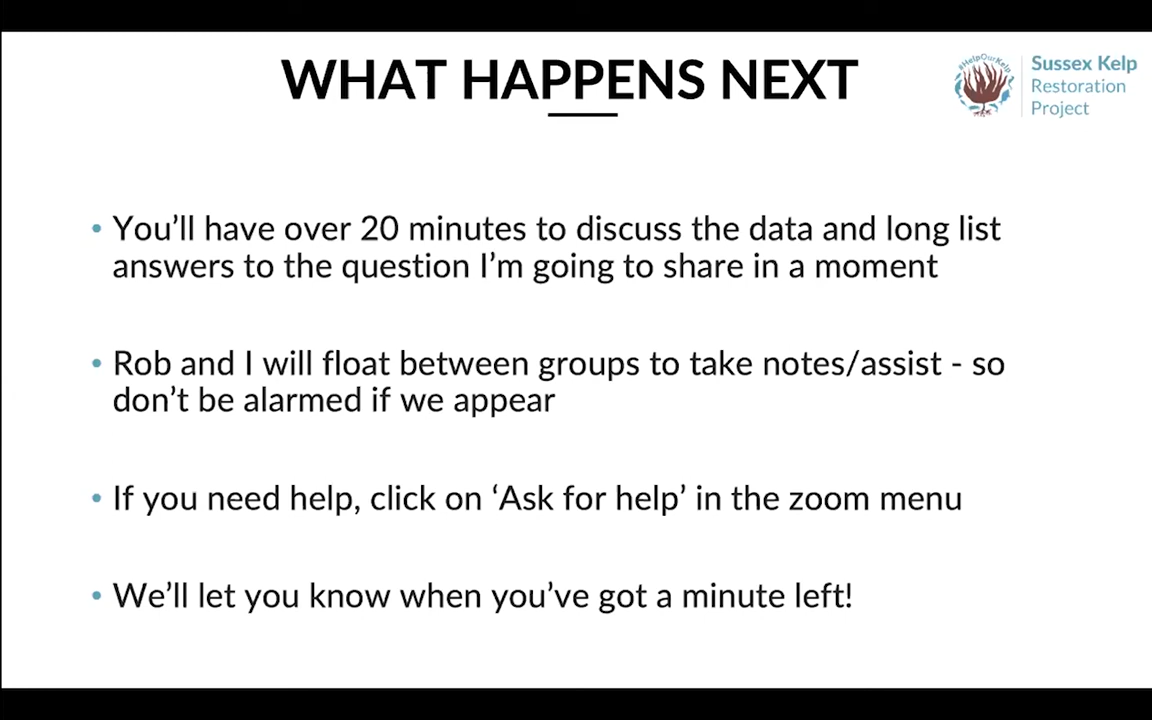 WHAT HAPPENS NEXT
#HelpOurKelp
Sussex Kelp
Restoration
Project
• You’ll have over 20 minutes to discuss the data and long list
answers to the question I’m going to share in a moment
• Rob and I will float between groups to take notes/assist - so
don’t be alarmed if we appear
• If you need help, click on ‘Ask for help’ in the zoom menu
• We’ll let you know when you’ve got a minute left!